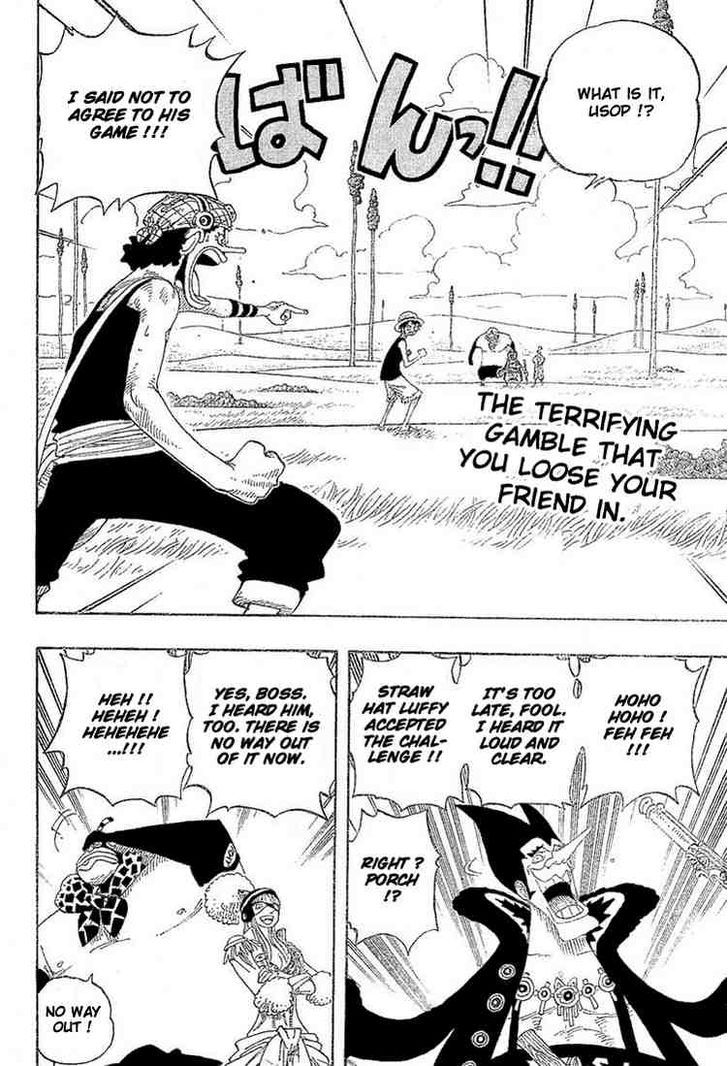 WHAT IS IT,
USOP !?
ばんっ!!
I SAID NOT TO
AGREE TO HIS
GAME !!!
THE TERRIFYING
GAMBLE THAT
YOU LOOSE YOUR
FRIEND IN.
HOHO
HOHO !
FEH FEH
!!!
IT'S TOO
LATE, FOOL.
I HEARD IT
LOUD AND
CLEAR.
STRAW
HAT LUFFY
ACCEPTED
THE CHAL-
LENGE !!
RIGHT ?
PORCH
!?
YES, BOSS.
I HEARD HIM,
TOO. THERE IS
NO WAY OUT
OF IT NOW.
HEH !!
HEHEH !
HEHEHEHE
...!!!
NO WAY
OUT !